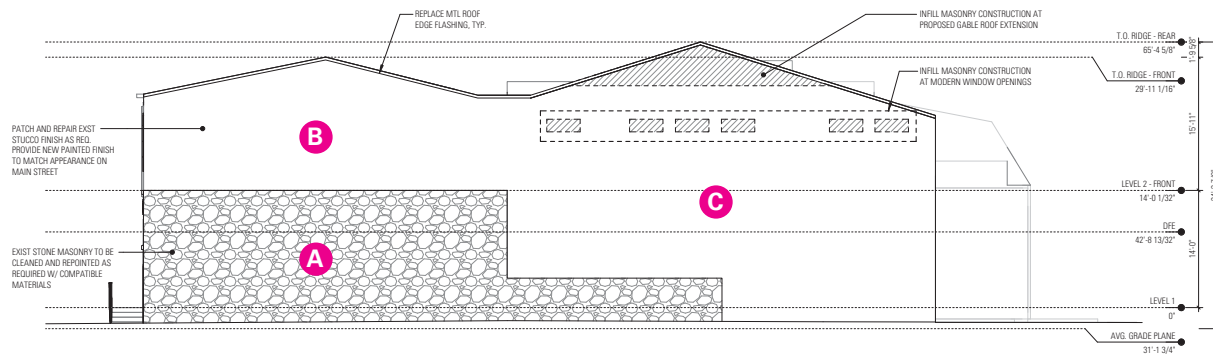 REPLACE MTL ROOF
EDGE FLASHING, TYP.
INFILL MASONRY CONSTRUCTION AT
PROPOSED GABLE ROOF EXTENSION
T.O. RIDGE - REAR
65'-4 5/8"
1'-9 5/8"
INFILL MASONRY CONSTRUCTION
AT MODERN WINDOW OPENINGS
T.O. RIDGE - FRONT
29'-11 1/16"
PATCH AND REPAIR EXST
STUCCO FINISH AS REQ.
PROVIDE NEW PAINTED FINISH
TO MATCH APPEARANCE ON
MAIN STREET
B
15'-11"
C
LEVEL 2 - FRONT
14'-0 1/32"
DFE
42'-8 13/32"
EXIST STONE MASONRY TO BE
CLEANED AND REPOINTED AS
REQUIRED W/ COMPATIBLE
MATERIALS
A
14'-0"
LEVEL 1
0"
AVG. GRADE PLANE
31'-1 3/4"